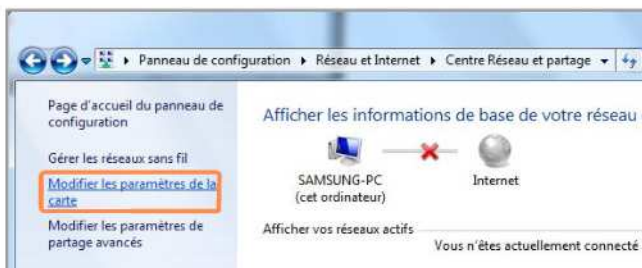 Panneau de configuration ▸ Réseau et Internet ▸ Centre Réseau et partage
Page d'accueil du panneau de
configuration
Gérer les réseaux sans fil
Modifier les paramètres de la
carte
Modifier les paramètres de
partage avancés
Afficher les informations de base de votre réseau
SAMSUNG-PC
(cet ordinateur)
Internet
Afficher vos réseaux actifs
Vous n'êtes actuellement connecté